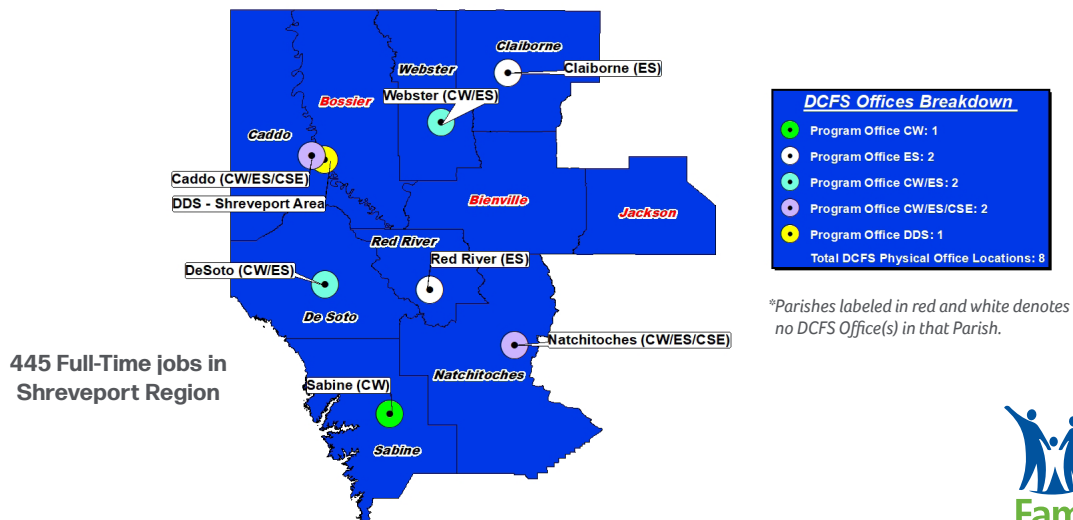 Claiborne
Webster
Claiborne (ES)
Webster (CW/ES)
Bossier
Caddo
Caddo (CW/ES/CSE)
DDS - Shreveport Area
Bienville
Jackson
Red River
Red River (ES)
DeSoto (CW/ES)
De Soto
Natchitoches (CW/ES/CSE)
Natchitoches
Sabine (CW)
Sabine
DCFS Offices Breakdown
Program Office CW: 1
Program Office ES: 2
Program Office CW/ES: 2
Program Office CW/ES/CSE: 2
Program Office DDS: 1
Total DCFS Physical Office Locations: 8
*Parishes labeled in red and white denotes
no DCFS Office(s) in that Parish.
445 Full-Time jobs in
Shreveport Region